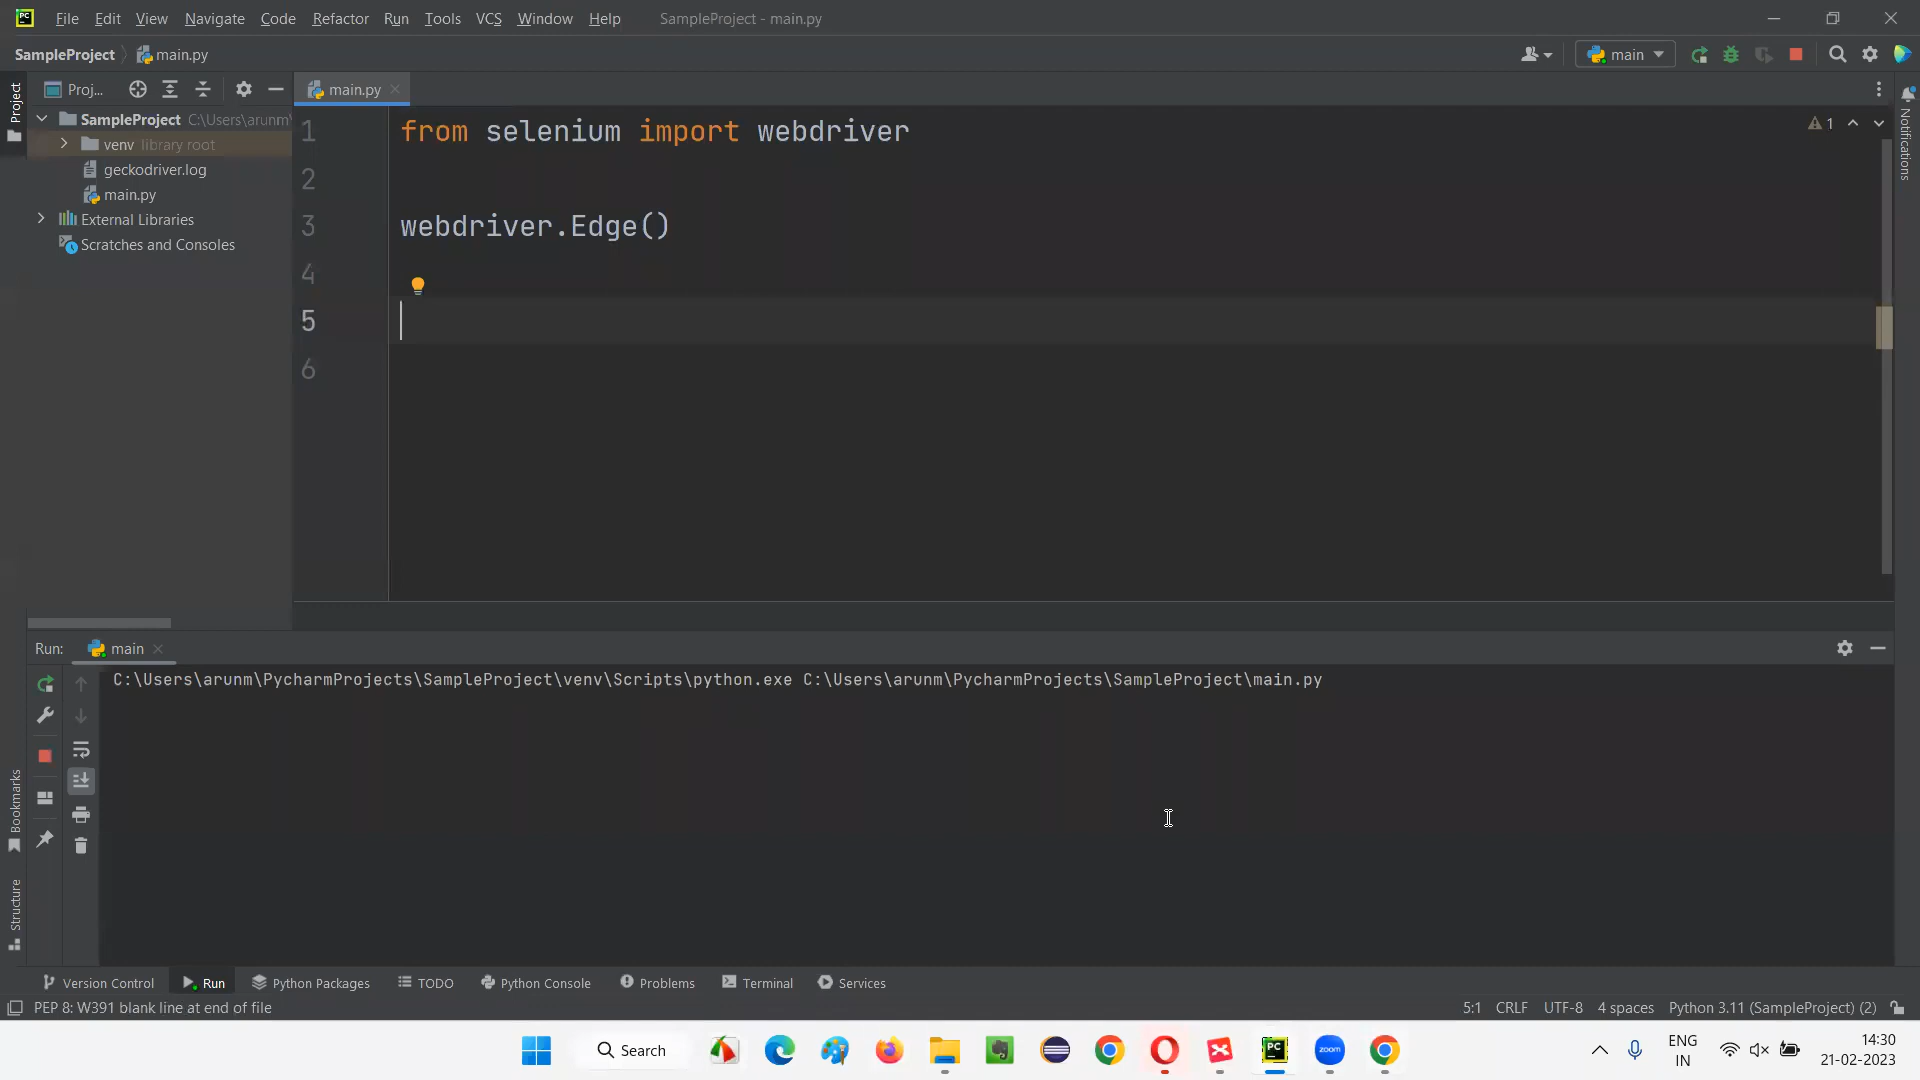 File Edit View Navigate Code Refactor Run Tools VCS Window Help SampleProject - main.py
SampleProject main.py main
Project
Proj... main.py
SampleProject C:\Users\arunm\
venv library root
geckodriver.log
main.py
External Libraries
Scratches and Consoles
1 from selenium import webdriver
2
3 webdriver.Edge()
4
5
6
1
Notifications
Run: main
C:\Users\arunm\PycharmProjects\SampleProject\venv\Scripts\python.exe C:\Users\arunm\PycharmProjects\SampleProject\main.py
Bookmarks
Structure
Version Control Run Python Packages TODO Python Console Problems Terminal Services
PEP 8: W391 blank line at end of file 5:1 CRLF UTF-8 4 spaces Python 3.11 (SampleProject) (2)
Search
PC
zoom
ENG
IN
14:30
21-02-2023